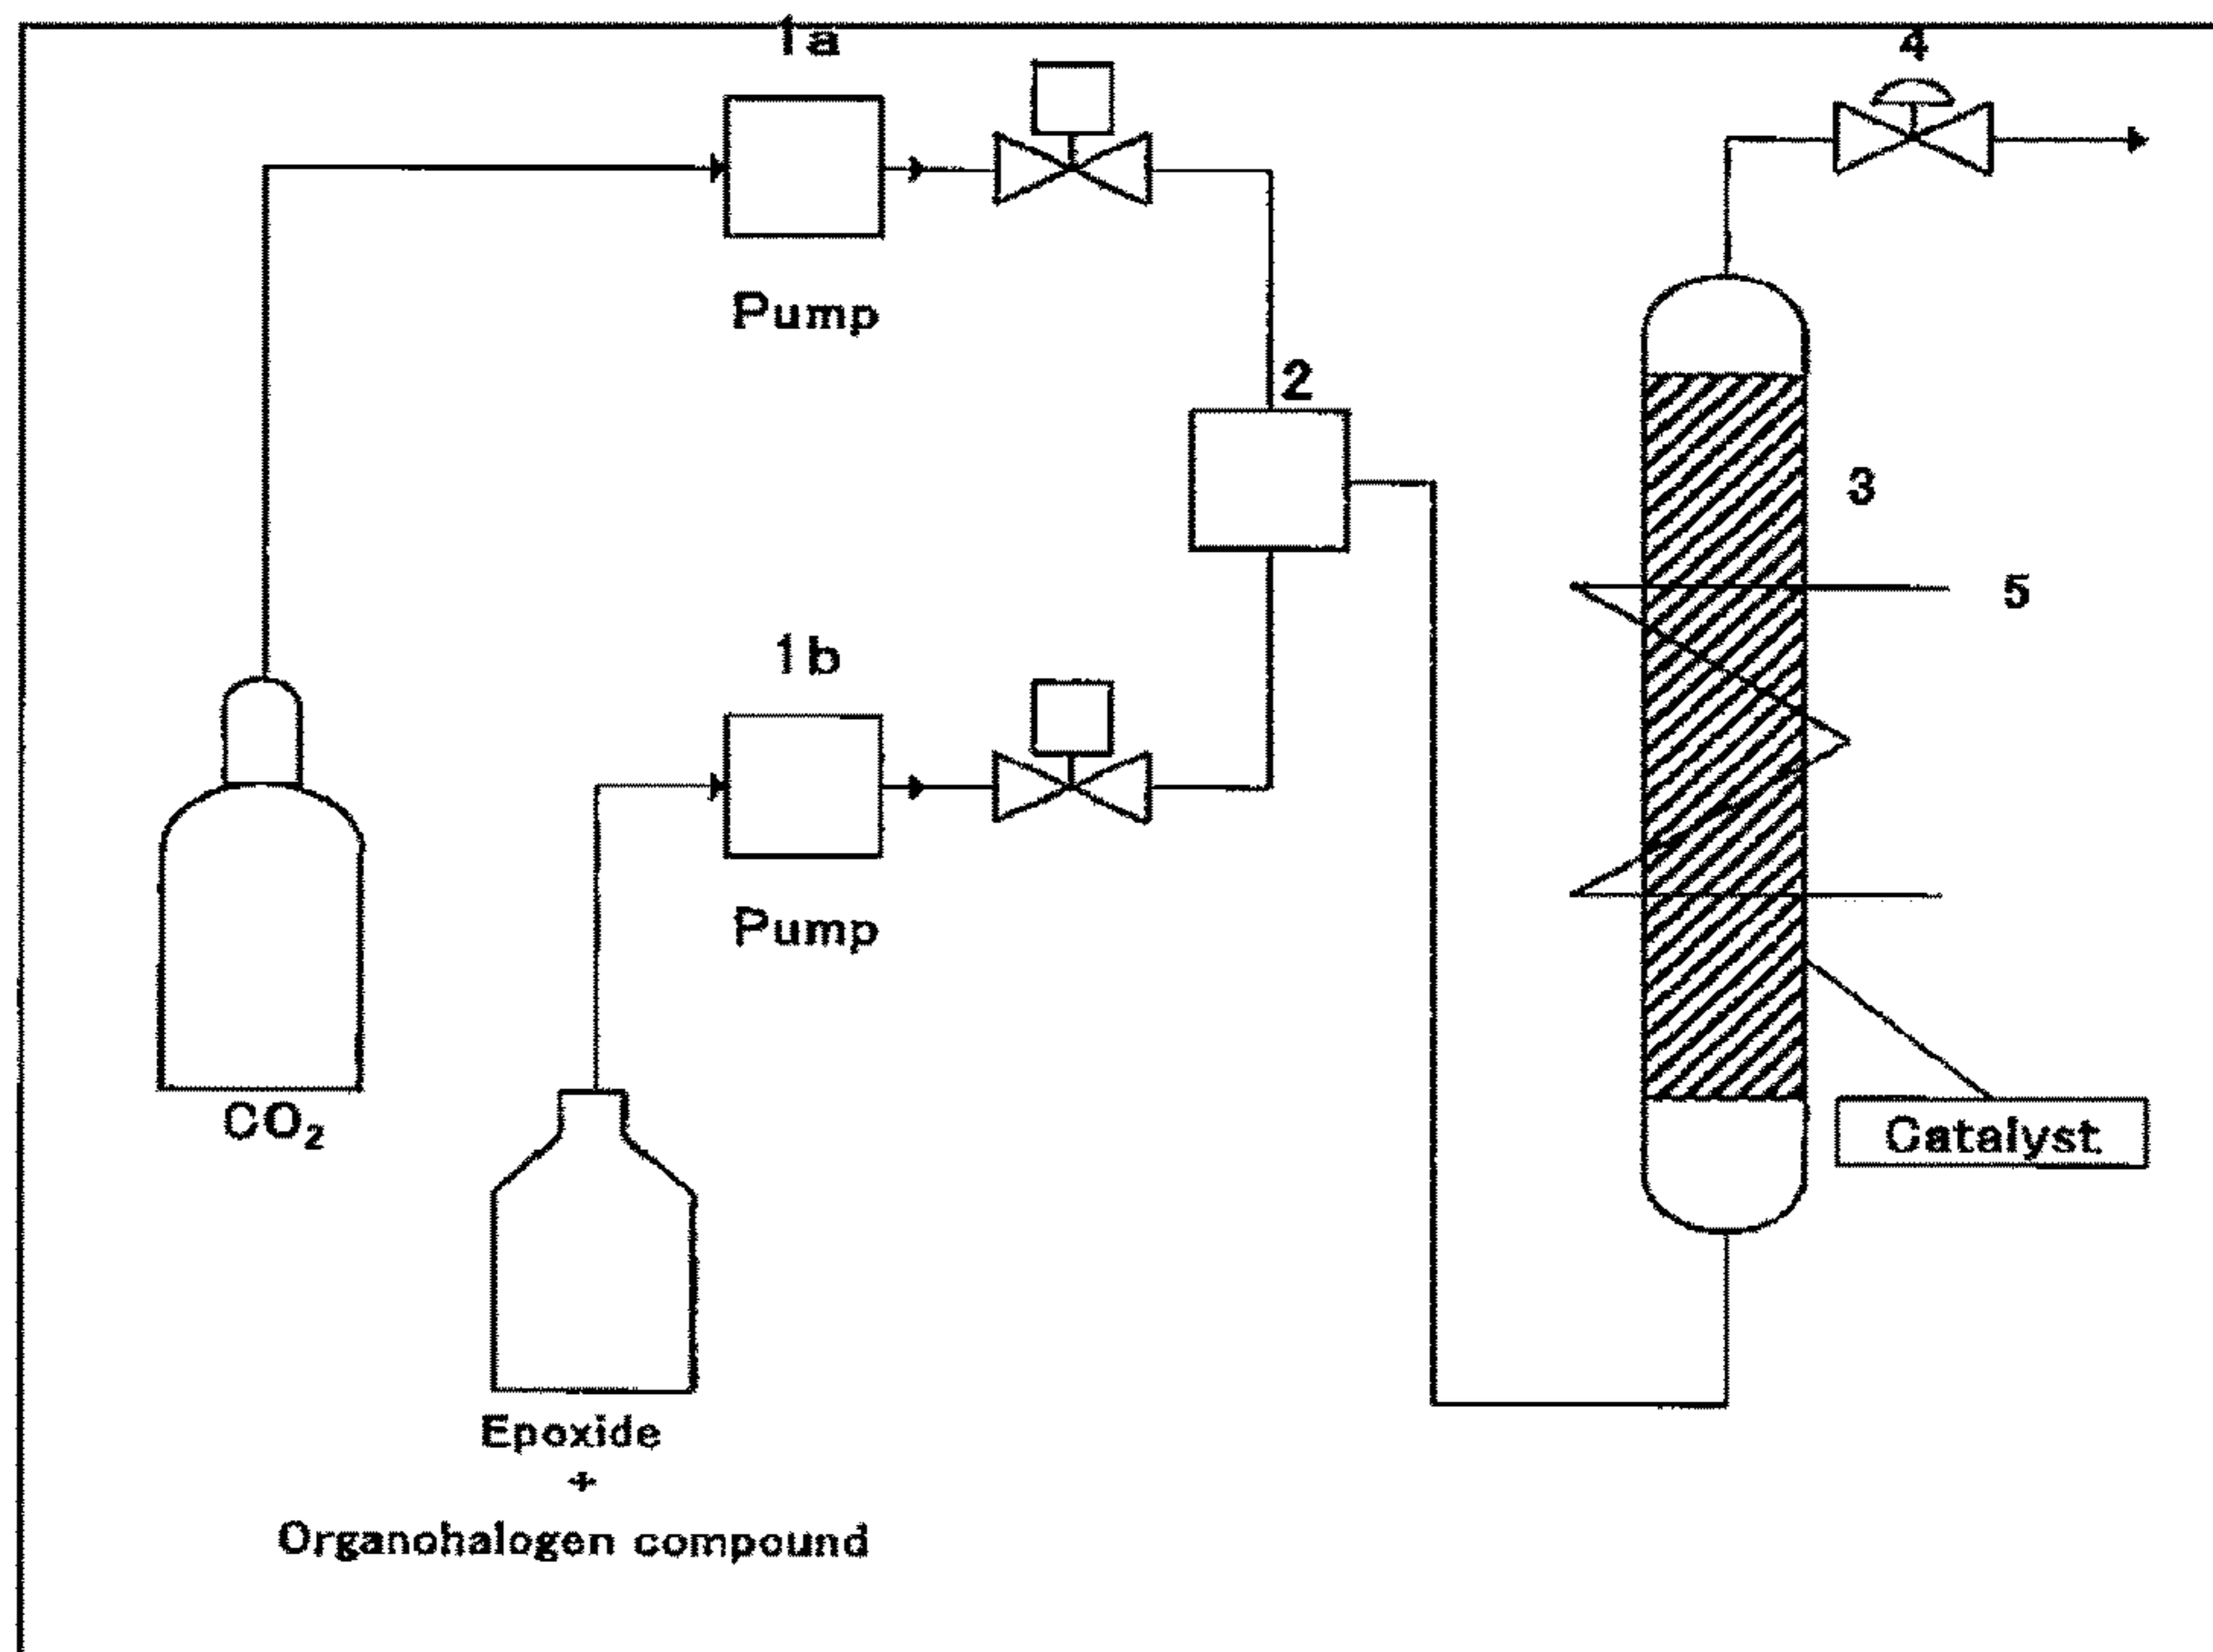 1a
4
Pump
2
3
5
1b
Pump
CO₂
Catalyst
Epoxide
+
Organohalogen compound